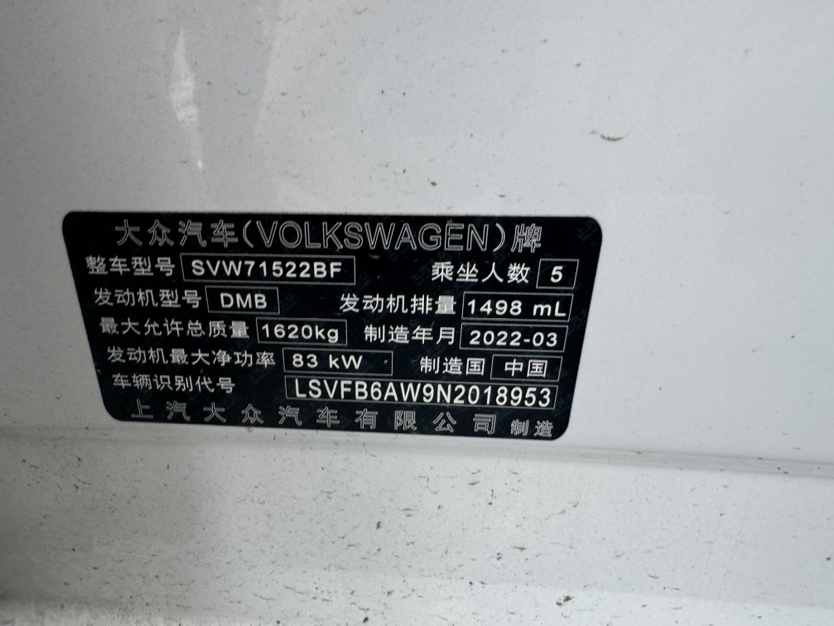 大众汽车(VOLKSWAGEN)牌
整车型号 SVW71522BF 乘坐人数 5
发动机型号 DMB 发动机排量 1498 mL
最大允许总质量 1620kg 制造年月 2022-03
发动机最大净功率 83 kW 制造国 中国
车辆识别代号 LSVFB6AW9N2018953
上汽大众汽车有限公司 制造